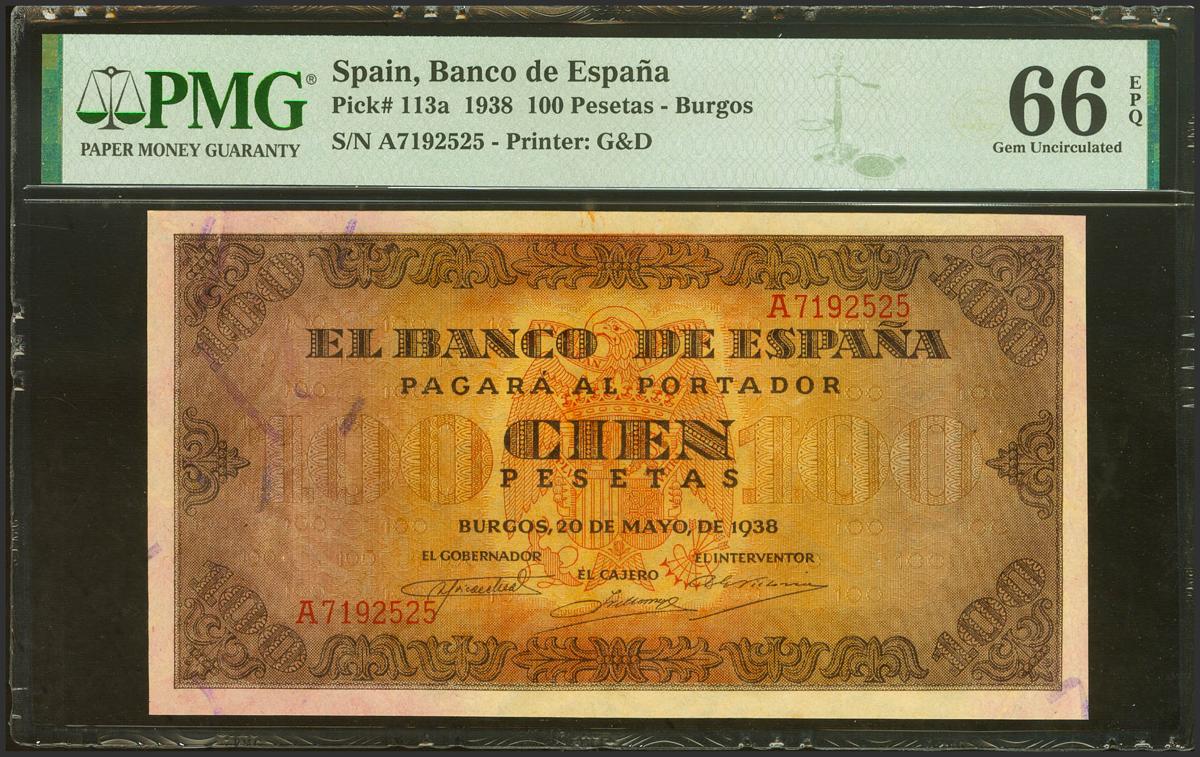 PMG®
PAPER MONEY GUARANTY
Spain, Banco de España
Pick# 113a 1938 100 Pesetas - Burgos
S/N A7192525 - Printer: G&D
66 EPQ
Gem Uncirculated
A7192525
EL BANCO DE ESPAÑA
PAGARÁ AL PORTADOR
100 CIEN 100
PESETAS
BURGOS, 20 DE MAYO, DE 1938
EL GOBERNADOR
EL INTERVENTOR
EL CAJERO
A7192525